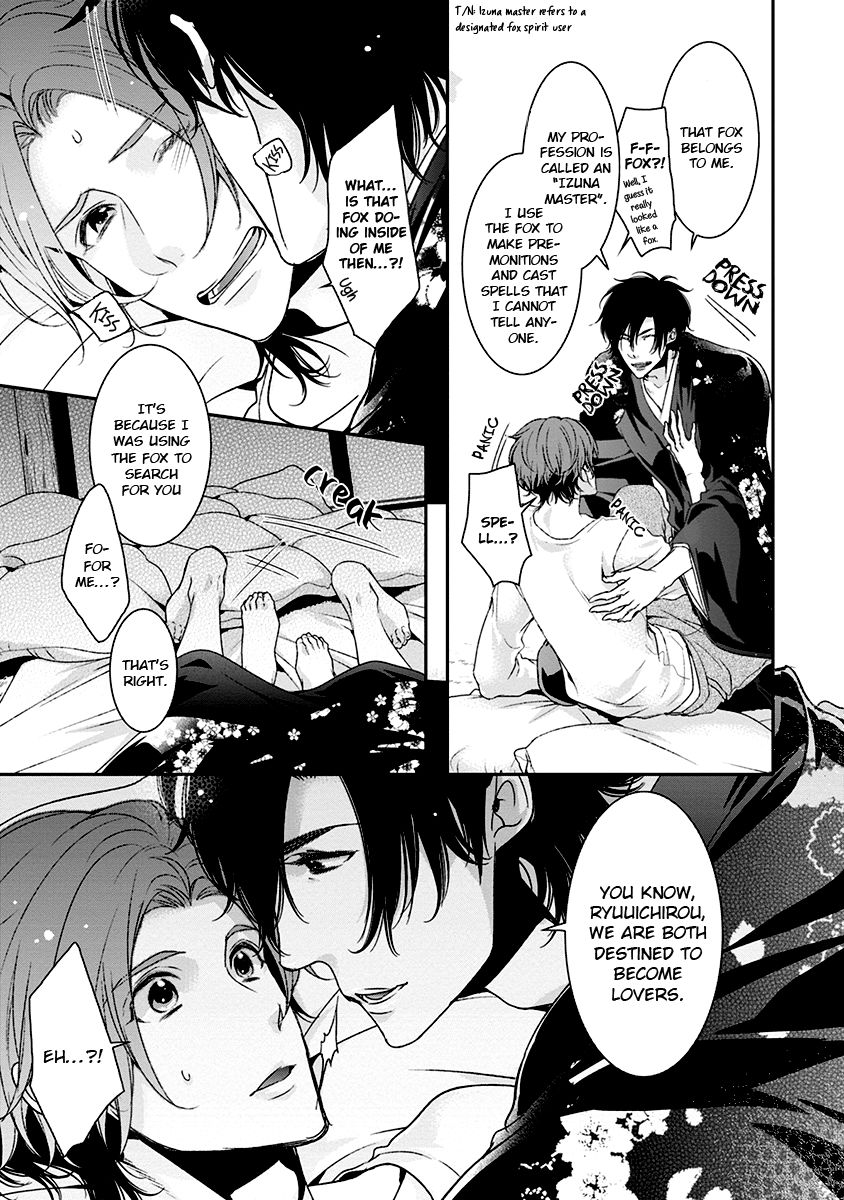 T/N: Izuna master refers to a
designated fox spirit user
THAT FOX
BELONGS
TO ME.
F-F-
FOX?!
Well, I
guess it
really
looked
like a
fox.
MY PRO-
FESSION IS
CALLED AN
"IZUNA
MASTER".
I USE
THE FOX TO
MAKE PRE-
MONITIONS
AND CAST
SPELLS THAT
I CANNOT
TELL ANY-
ONE.
PRESS
DOWN
PRESS
DOWN
PANIC
PANIC
SPE-
LL...?
KISS
WHAT...
IS THAT
FOX DO-
ING INSIDE
OF ME
THEN...?!
Ugh
KISS
IT'S
BECAUSE I
WAS USING
THE FOX TO
SEARCH
FOR YOU
creak
FO-
FOR
ME...?
THAT'S
RIGHT.
YOU KNOW,
RYUUICHIROU,
WE ARE BOTH
DESTINED TO
BECOME
LOVERS.
EH...?!